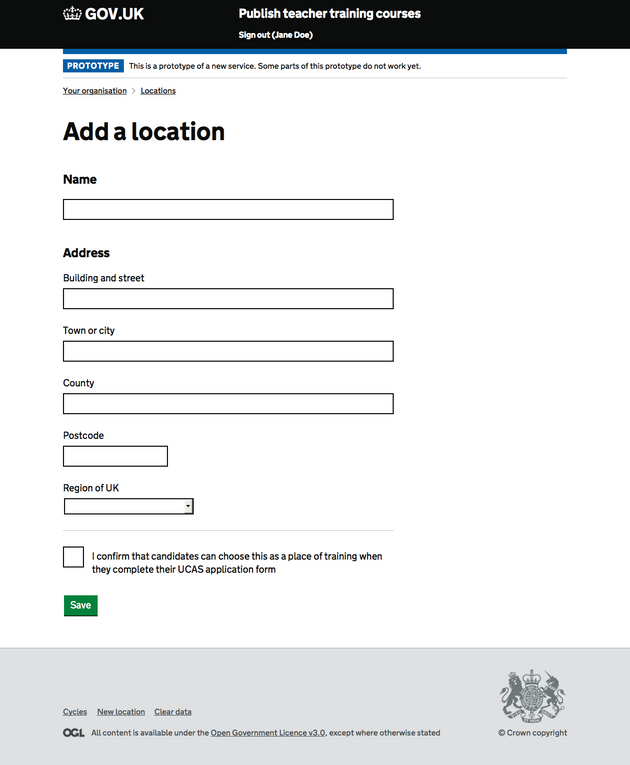 GOV.UK
Publish teacher training courses
Sign out (Jane Doe)
PROTOTYPE This is a prototype of a new service. Some parts of this prototype do not work yet.
Your organisation > Locations
Add a location
Name
Address
Building and street
Town or city
County
Postcode
Region of UK
I confirm that candidates can choose this as a place of training when
they complete their UCAS application form
Save
Cycles New location Clear data
OGL All content is available under the Open Government Licence v3.0, except where otherwise stated
© Crown copyright